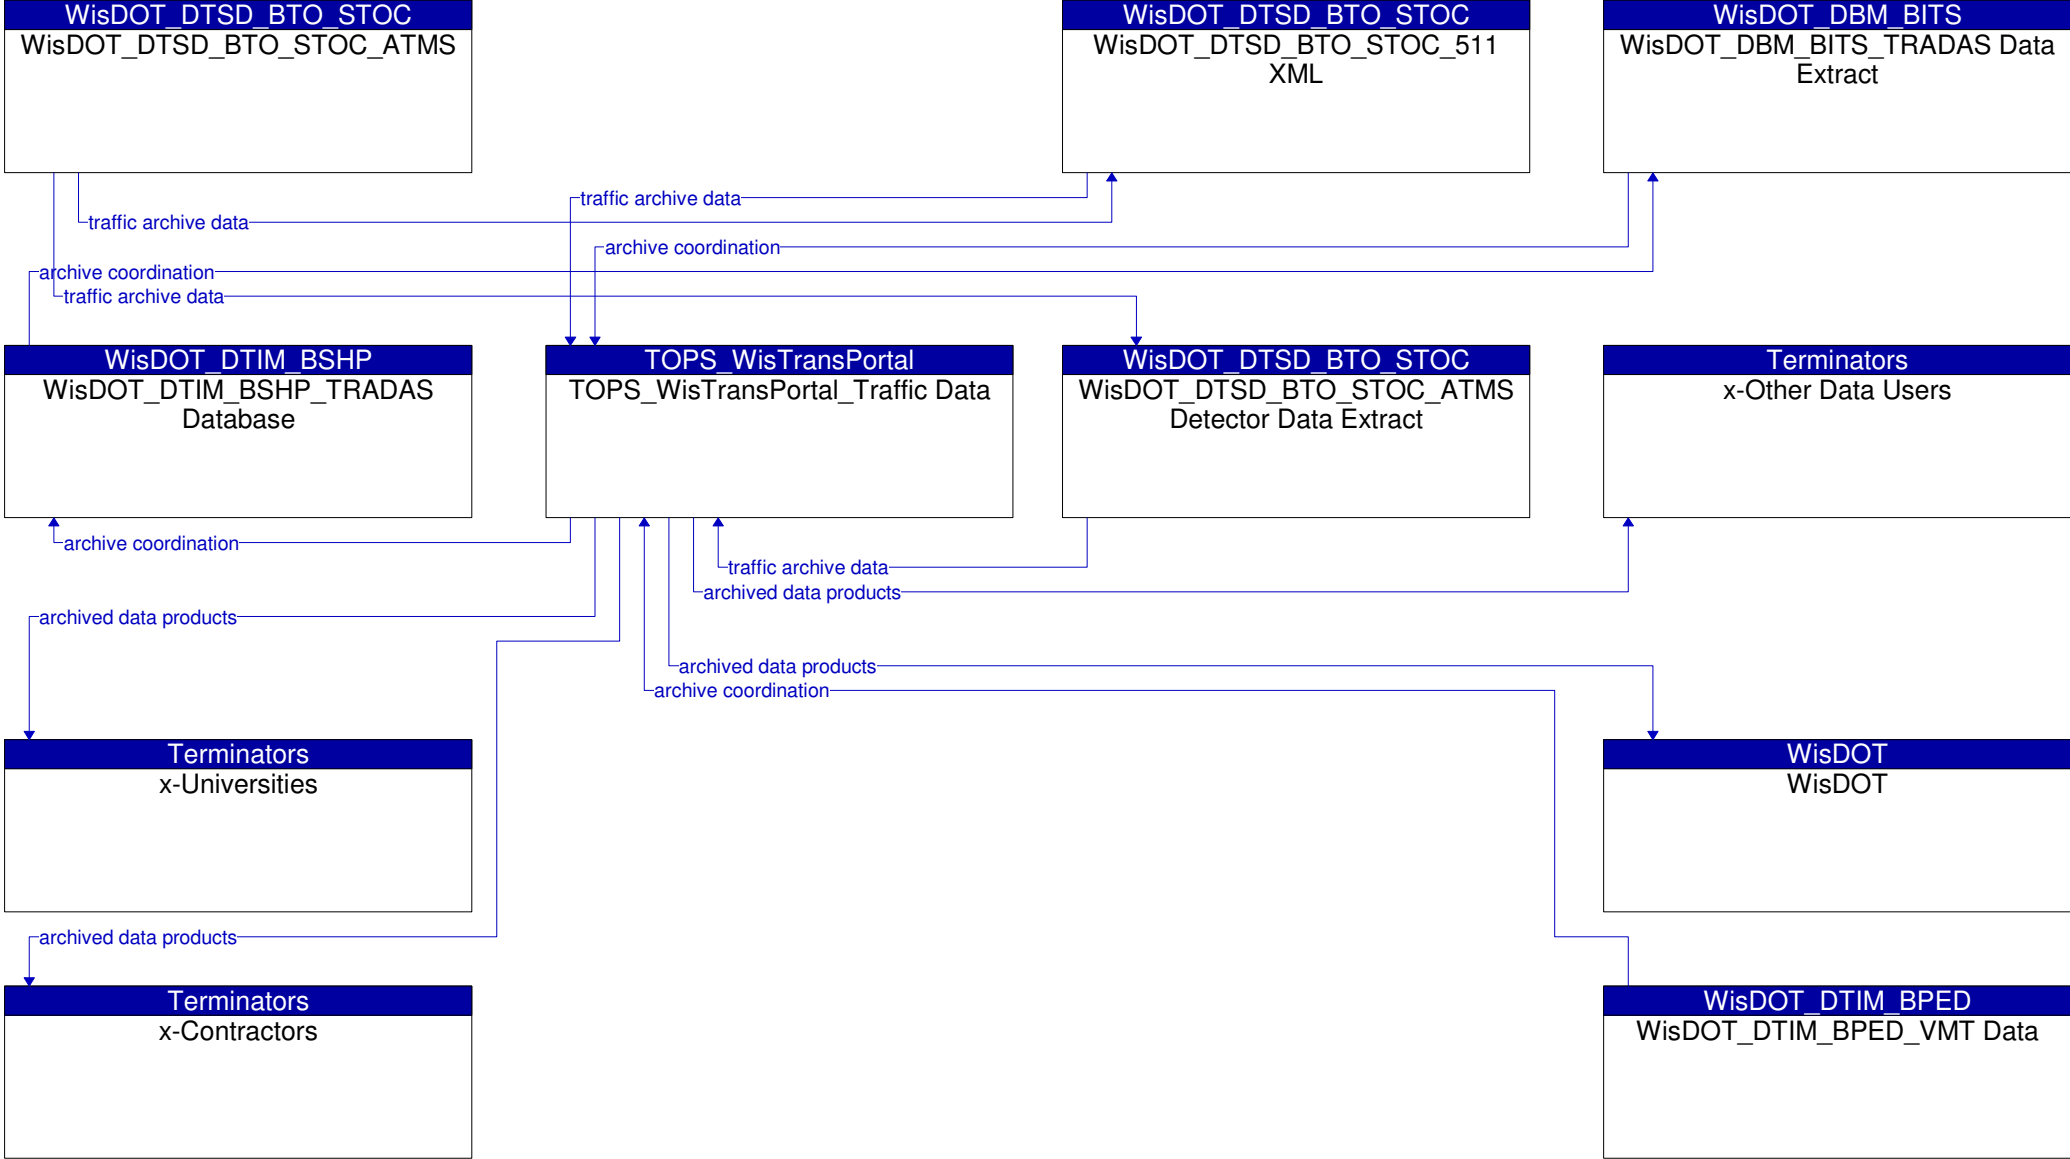 WisDOT_DTSD_BTO_STOC
WisDOT_DTSD_BTO_STOC_ATMS
WisDOT_DTSD_BTO_STOC
WisDOT_DTSD_BTO_STOC_511
XML
WisDOT_DBM_BITS
WisDOT_DBM_BITS_TRADAS Data
Extract
traffic archive data
traffic archive data
archive coordination
archive coordination
traffic archive data
WisDOT_DTIM_BSHP
WisDOT_DTIM_BSHP_TRADAS
Database
TOPS_WisTransPortal
TOPS_WisTransPortal_Traffic Data
WisDOT_DTSD_BTO_STOC
WisDOT_DTSD_BTO_STOC_ATMS
Detector Data Extract
Terminators
x-Other Data Users
archive coordination
traffic archive data
archived data products
archived data products
archived data products
archive coordination
Terminators
x-Universities
WisDOT
WisDOT
archived data products
Terminators
x-Contractors
WisDOT_DTIM_BPED
WisDOT_DTIM_BPED_VMT Data